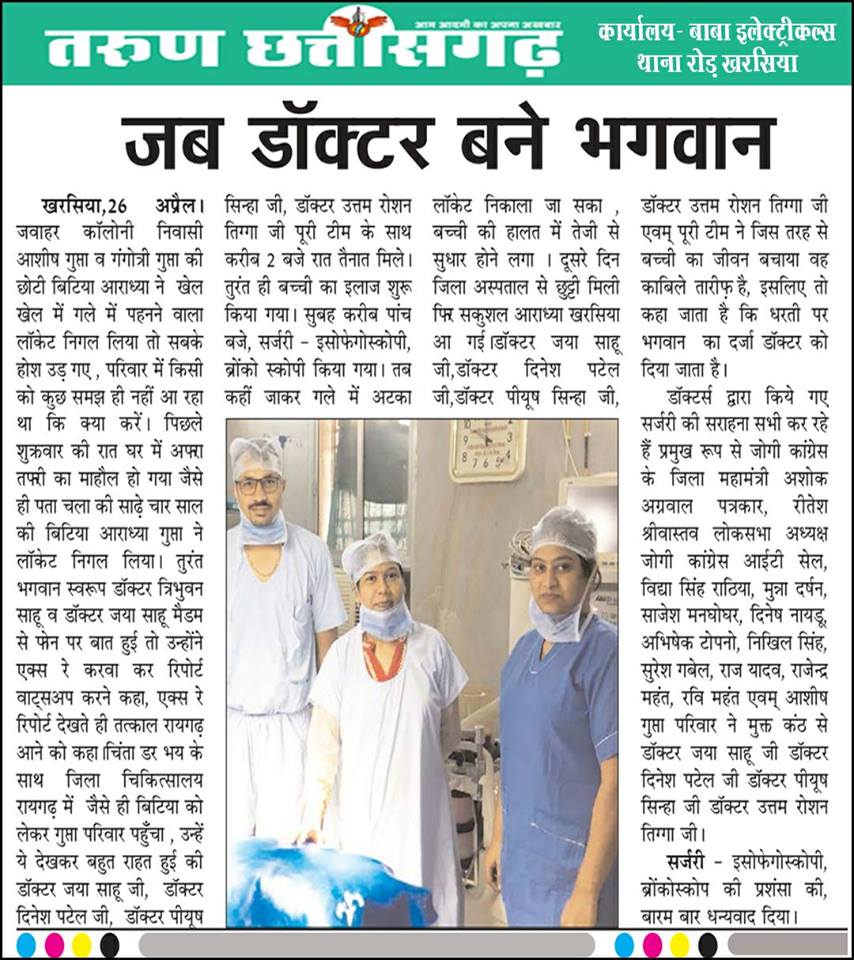 आम आदमी का अपना अखबार
तरुण छत्तीसगढ़
कार्यालय- बाबा इलेक्ट्रीकल्स
थाना रोड़ खरसिया
जब डॉक्टर बने भगवान
खरसिया,26 अप्रैल।
जवाहर कॉलोनी निवासी
आशीष गुप्ता व गंगोत्री गुप्ता की
छोटी बिटिया आराध्या ने खेल
खेल में गले में पहनने वाला
लॉकेट निगल लिया तो सबके
होश उड़ गए , परिवार में किसी
को कुछ समझ ही नहीं आ रहा
था कि क्या करें। पिछले
शुक्रवार की रात घर में अफरा
तफरी का माहौल हो गया जैसे
ही पता चला की साढ़े चार साल
की बिटिया आराध्या गुप्ता ने
लॉकेट निगल लिया। तुरंत
भगवान स्वरूप डॉक्टर त्रिभुवन
साहू व डॉक्टर जया साहू मैडम
से फोन पर बात हुई तो उन्होंने
एक्स रे करवा कर रिपोर्ट
वाट्सअप करने कहा, एक्स रे
रिपोर्ट देखते ही तत्काल रायगढ़
आने को कहा।चिंता डर भय के
साथ जिला चिकित्सालय
रायगढ़ में जैसे ही बिटिया को
लेकर गुप्ता परिवार पहुँचा , उन्हें
ये देखकर बहुत राहत हुई की
डॉक्टर जया साहू जी, डॉक्टर
दिनेश पटेल जी, डॉक्टर पीयूष
सिन्हा जी, डॉक्टर उत्तम रोशन
तिग्गा जी पूरी टीम के साथ
करीब 2 बजे रात तैनात मिले।
तुरंत ही बच्ची का इलाज शुरू
किया गया। सुबह करीब पांच
बजे, सर्जरी - इसोफेगोस्कोपी,
ब्रोंको स्कोपी किया गया। तब
कहीं जाकर गले में अटका
लॉकेट निकाला जा सका ,
बच्ची की हालत में तेजी से
सुधार होने लगा । दूसरे दिन
जिला अस्पताल से छुट्टी मिली
फिर सकुशल आराध्या खरसिया
आ गई।डॉक्टर जया साहू
जी,डॉक्टर दिनेश पटेल
जी,डॉक्टर पीयूष सिन्हा जी,
डॉक्टर उत्तम रोशन तिग्गा जी
एवम् पूरी टीम ने जिस तरह से
बच्ची का जीवन बचाया वह
काबिले तारीफ़ है, इसलिए तो
कहा जाता है कि धरती पर
भगवान का दर्जा डॉक्टर को
दिया जाता है।
डॉक्टर्स द्वारा किये गए
सर्जरी की सराहना सभी कर रहे
हैं प्रमुख रूप से जोगी कांग्रेस
के जिला महामंत्री अशोक
अग्रवाल पत्रकार, रीतेश
श्रीवास्तव लोकसभा अध्यक्ष
जोगी कांग्रेस आईटी सेल,
विद्या सिंह राठिया, मुन्ना दर्षन,
साजेश मनघोघर, दिनेष नायडू,
अभिषेक टोपनो, निखिल सिंह,
सुरेश गबेल, राज यादव, राजेन्द्र
महंत, रवि महंत एवम् आशीष
गुप्ता परिवार ने मुक्त कंठ से
डॉक्टर जया साहू जी डॉक्टर
दिनेश पटेल जी डॉक्टर पीयूष
सिन्हा जी डॉक्टर उत्तम रोशन
तिग्गा जी।
सर्जरी - इसोफेगोस्कोपी,
ब्रोंकोस्कोप की प्रशंसा की,
बारम बार धन्यवाद दिया।